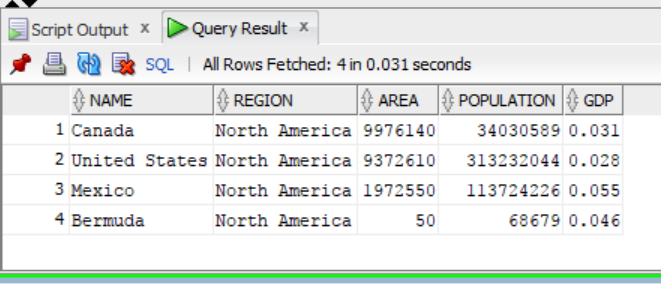 Script Output x Query Result x
SQL | All Rows Fetched: 4 in 0.031 seconds
NAME REGION AREA POPULATION GDP
1 Canada North America 9976140 34030589 0.031
2 United States North America 9372610 313232044 0.028
3 Mexico North America 1972550 113724226 0.055
4 Bermuda North America 50 68679 0.046